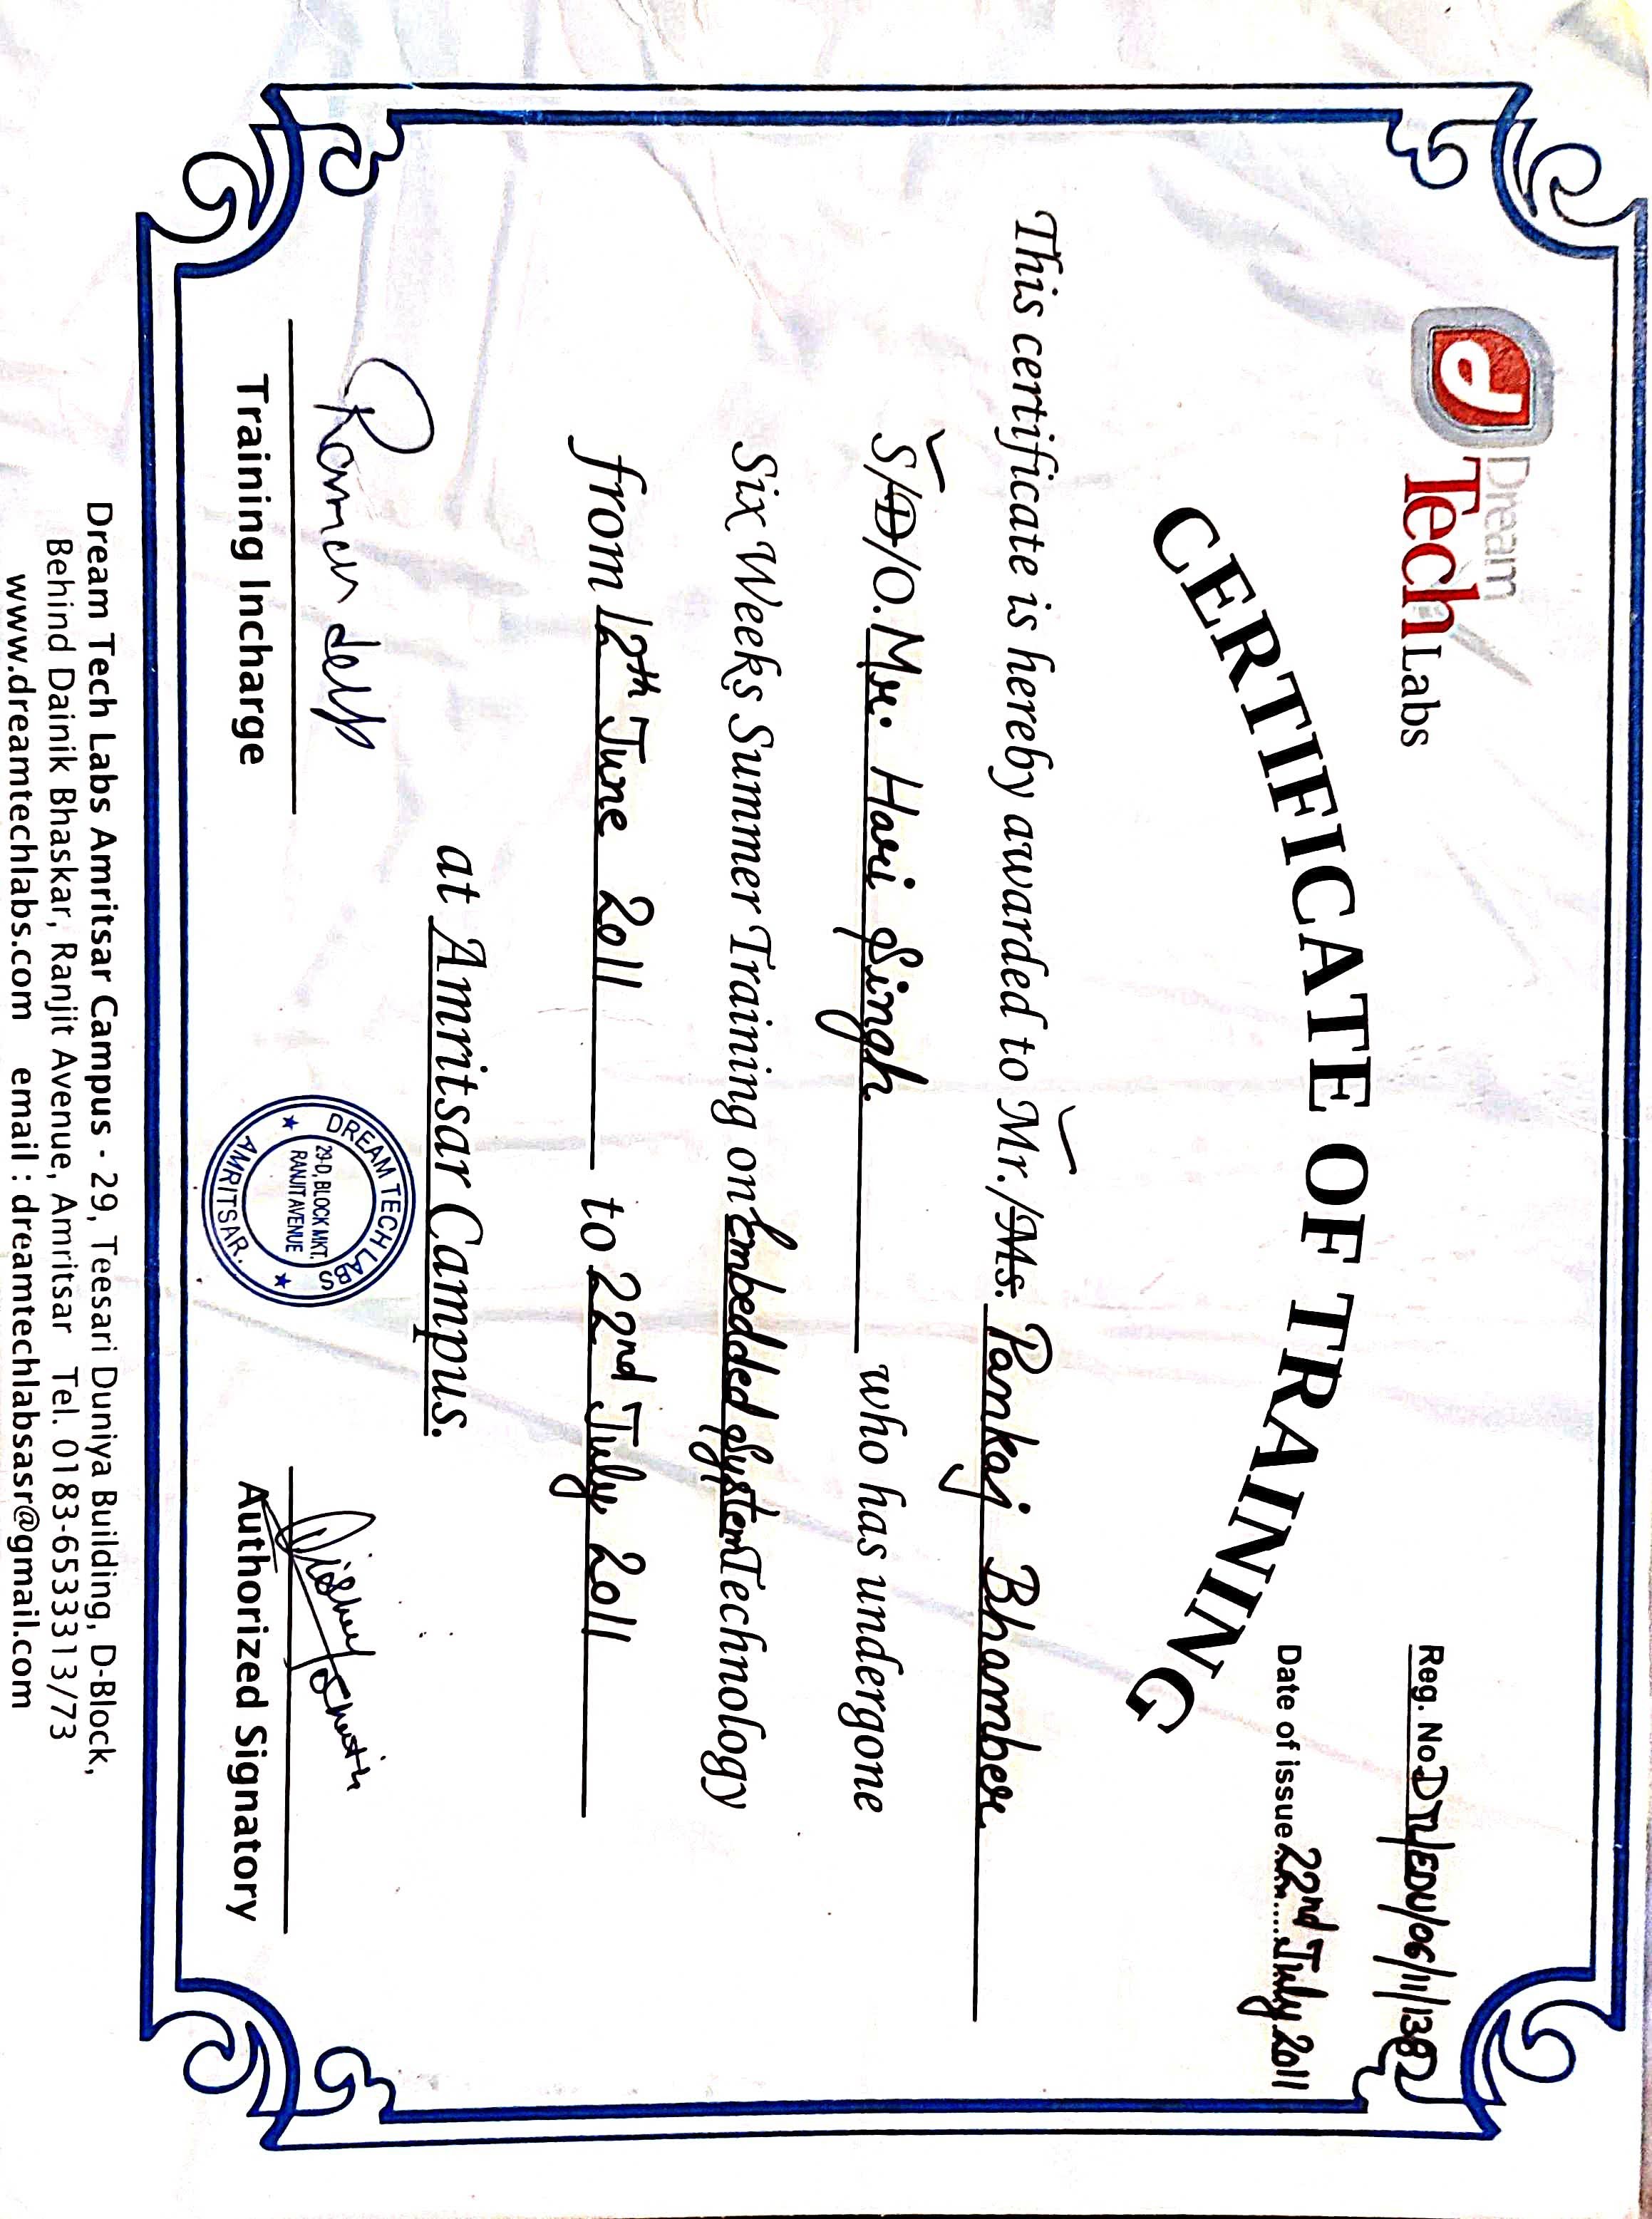 Dream
Tech Labs
Reg. No. DTL/EDU/06/11/1382
Date of issue 22nd July 2011
CERTIFICATE OF TRAINING
This certificate is hereby awarded to Mr./Ms. Pankaj Bhamber
S/D/O. Mr. Hari Singh who has undergone
Six Weeks Summer Training on Embedded System Technology
from 12th June 2011 to 22nd July 2011
at Amritsar Campus.
DREAM TECH LABS
29-D, BLOCK MKT.
RANJIT AVENUE
AMRITSAR.
Training Incharge
Authorized Signatory
Dream Tech Labs Amritsar Campus - 29, Teesari Duniya Building, D-Block,
Behind Dainik Bhaskar, Ranjit Avenue, Amritsar Tel. 0183-6533313/73
www.dreamtechlabs.com email : dreamtechlabsasr@gmail.com